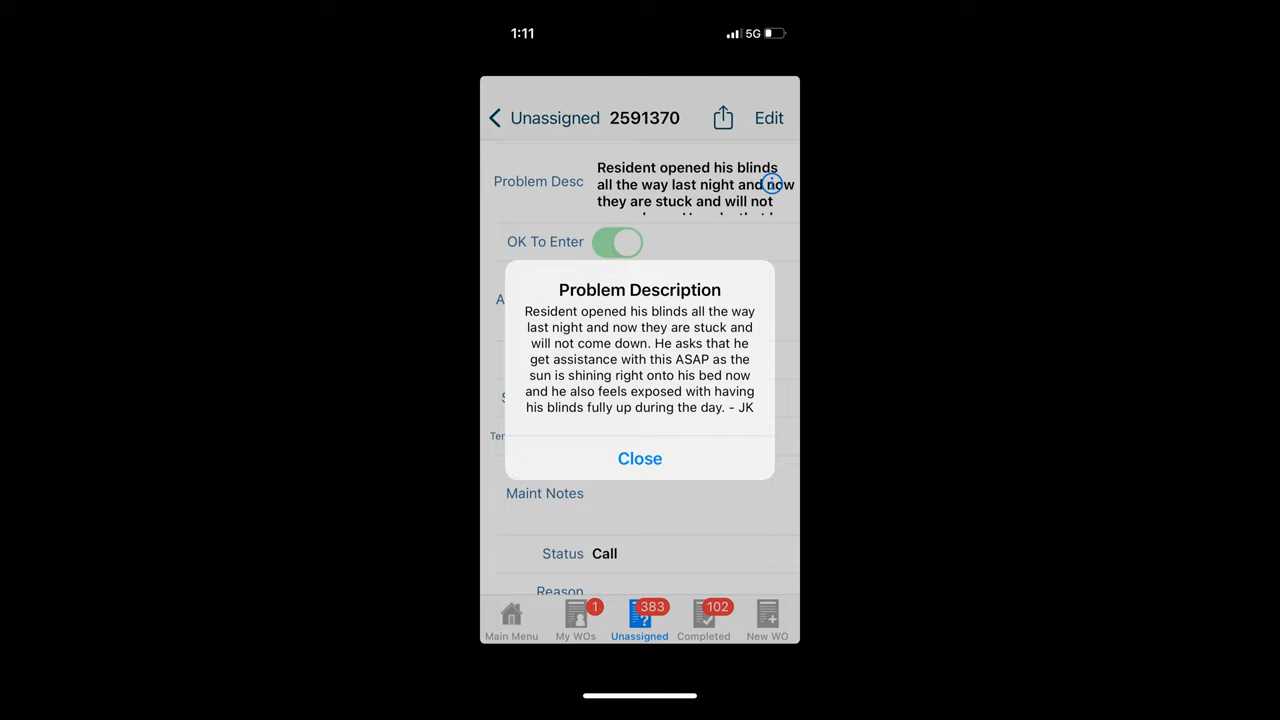 1:11
5G
Unassigned 2591370 Edit
Problem Desc
Resident opened his blinds
all the way last night and now
they are stuck and will not
OK To Enter
Problem Description
Resident opened his blinds all the way
last night and now they are stuck and
will not come down. He asks that he
get assistance with this ASAP as the
sun is shining right onto his bed now
and he also feels exposed with having
his blinds fully up during the day. - JK
Close
Maint Notes
Status Call
Reason
1 383 102
Main Menu My WOs Unassigned Completed New WO